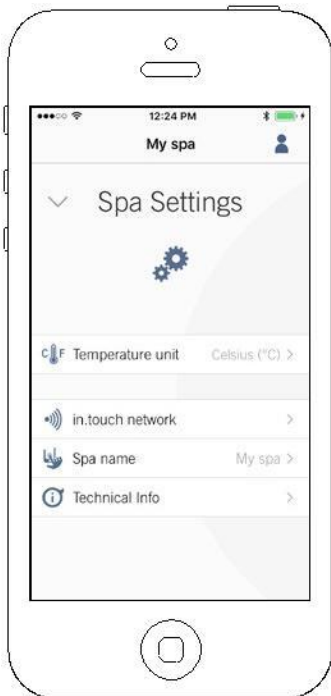 12:24 PM
My spa
Spa Settings
C F Temperature unit Celsius (°C) >
in.touch network >
Spa name My spa >
Technical Info >